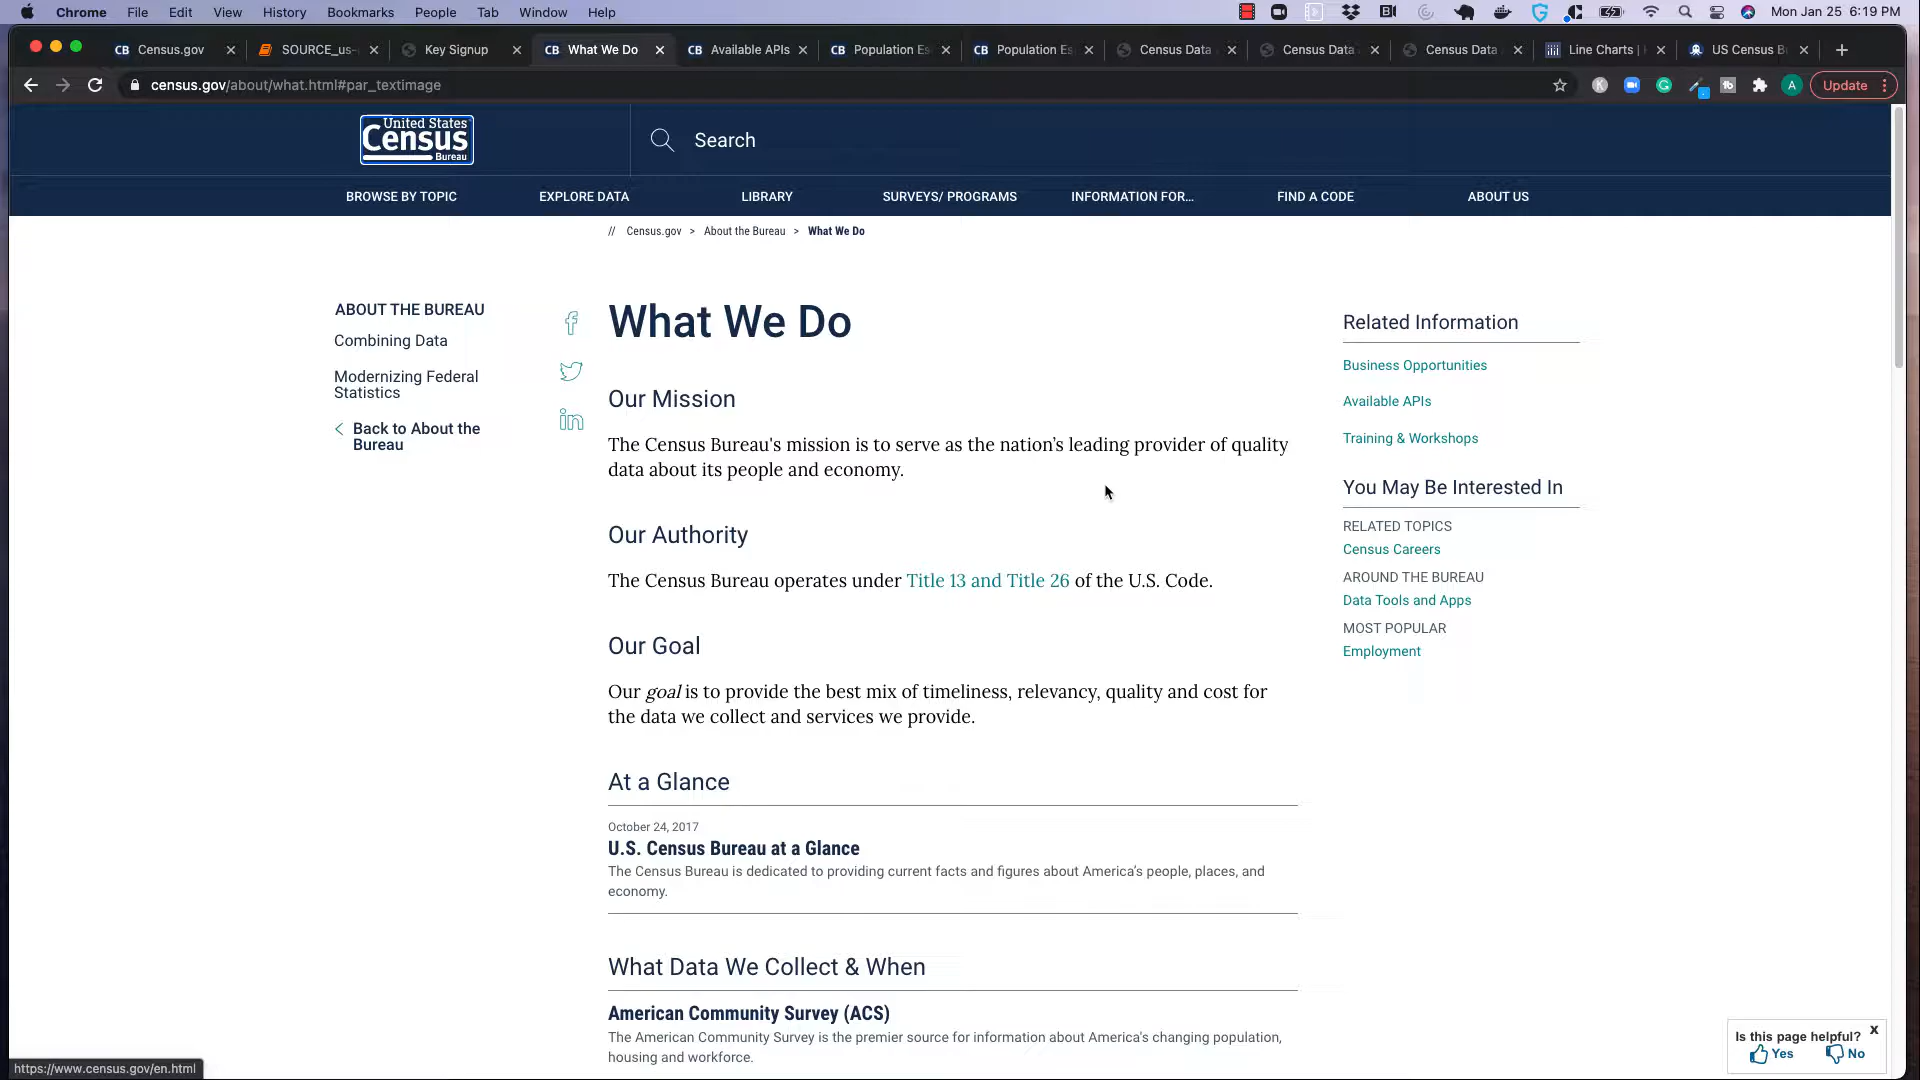 Chrome File Edit View History Bookmarks People Tab Window Help Mon Jan 25 6:19 PM
CB Census.gov SOURCE_us- Key Signup CB What We Do CB Available APIs CB Population Es CB Population Es Census Data Census Data Census Data Line Charts | US Census B
census.gov/about/what.html#par_textimage Update
United States
Census
Bureau
Search
BROWSE BY TOPIC EXPLORE DATA LIBRARY SURVEYS/ PROGRAMS INFORMATION FOR... FIND A CODE ABOUT US
// Census.gov > About the Bureau > What We Do
ABOUT THE BUREAU
Combining Data
Modernizing Federal
Statistics
Back to About the
Bureau
What We Do
Our Mission
The Census Bureau's mission is to serve as the nation’s leading provider of quality
data about its people and economy.
Our Authority
The Census Bureau operates under Title 13 and Title 26 of the U.S. Code.
Our Goal
Our goal is to provide the best mix of timeliness, relevancy, quality and cost for
the data we collect and services we provide.
At a Glance
October 24, 2017
U.S. Census Bureau at a Glance
The Census Bureau is dedicated to providing current facts and figures about America’s people, places, and
economy.
What Data We Collect & When
American Community Survey (ACS)
The American Community Survey is the premier source for information about America's changing population,
housing and workforce.
Related Information
Business Opportunities
Available APIs
Training & Workshops
You May Be Interested In
RELATED TOPICS
Census Careers
AROUND THE BUREAU
Data Tools and Apps
MOST POPULAR
Employment
Is this page helpful? x
Yes No
https://www.census.gov/en.html